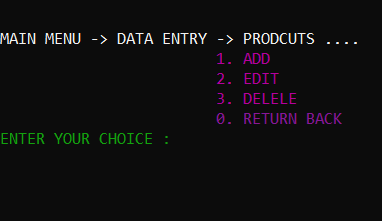 MAIN MENU -> DATA ENTRY -> PRODCUTS ....
1. ADD
2. EDIT
3. DELELE
0. RETURN BACK
ENTER YOUR CHOICE :